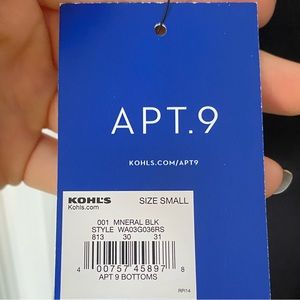 APT.9
KOHLS.COM/APT9
KOHL'S
Kohls.com
SIZE SMALL
001 MNERAL BLK
STYLE WA03G036RS
813 30 31
4 00757 45897 8
APT 9 BOTTOMS
RPI14